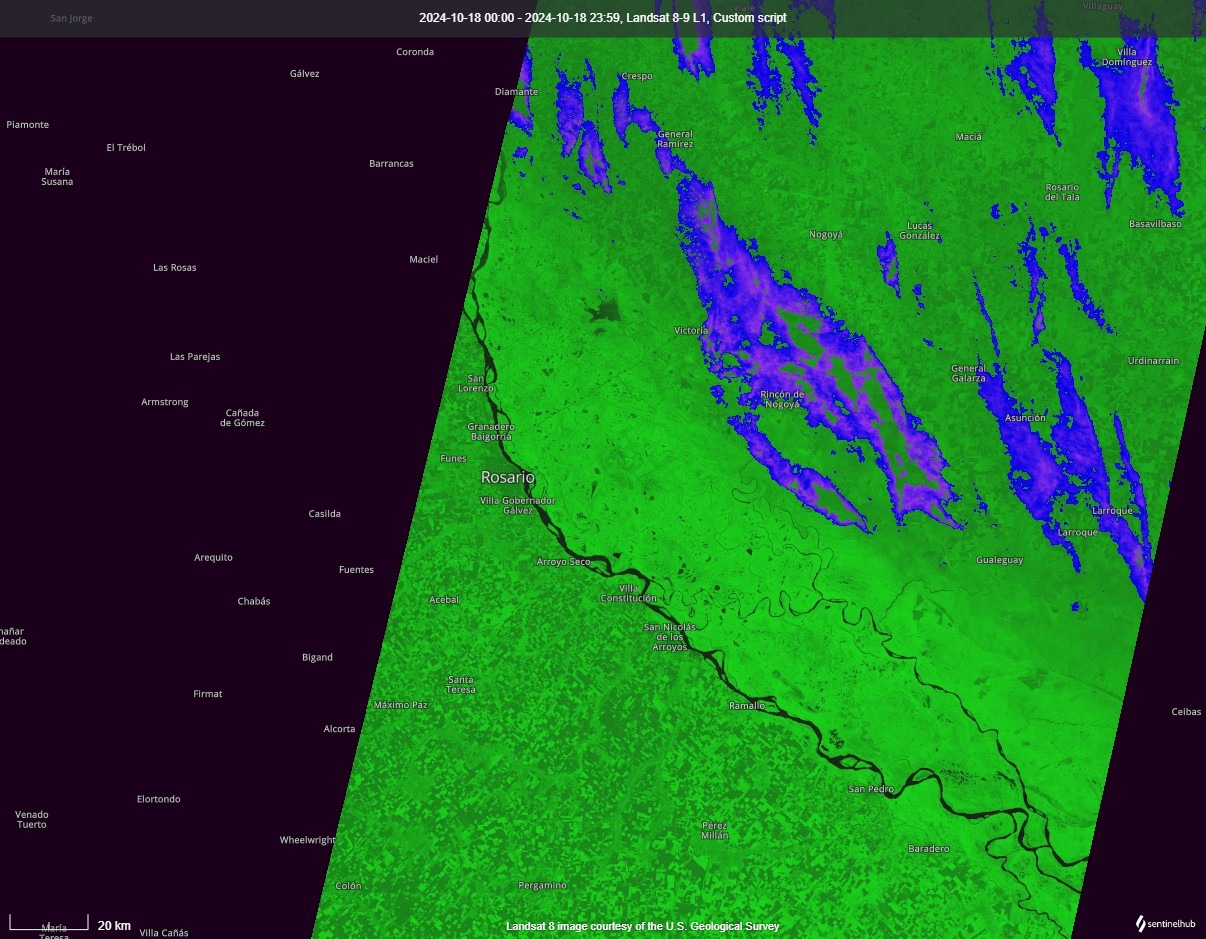 San Jorge
2024-10-18 00:00 - 2024-10-18 23:59, Landsat 8-9 L1, Custom script
Viale
Villaguay
Coronda
Villa
Domínguez
Gálvez
Crespo
Diamante
Piamonte
General
Ramírez
Maciá
El Trébol
Barrancas
María
Susana
Rosario
del Tala
Basavilbaso
Lucas
González
Nogoyá
Maciel
Las Rosas
Victoria
Las Parejas
Urdinarrain
General
Galarza
San
Lorenzo
Rincón de
Nogoyá
Armstrong
Cañada
de Gómez
Asunción
Granadero
Baigorria
Funes
Rosario
Villa Gobernador
Gálvez
Casilda
Larroque
Larroque
Arequito
Arroyo Seco
Gualeguay
Fuentes
Villa
Constitución
Chabás
Acebal
añar
deado
San Nicolás
de los
Arroyos
Bigand
Santa
Teresa
Firmat
Máximo Paz
Ramallo
Ceibas
Alcorta
San Pedro
Elortondo
Venado
Tuerto
Pérez
Millán
Wheelwright
Baradero
Colón
Pergamino
20 km
María
Teresa
Villa Cañás
Landsat 8 image courtesy of the U.S. Geological Survey
sentinelhub